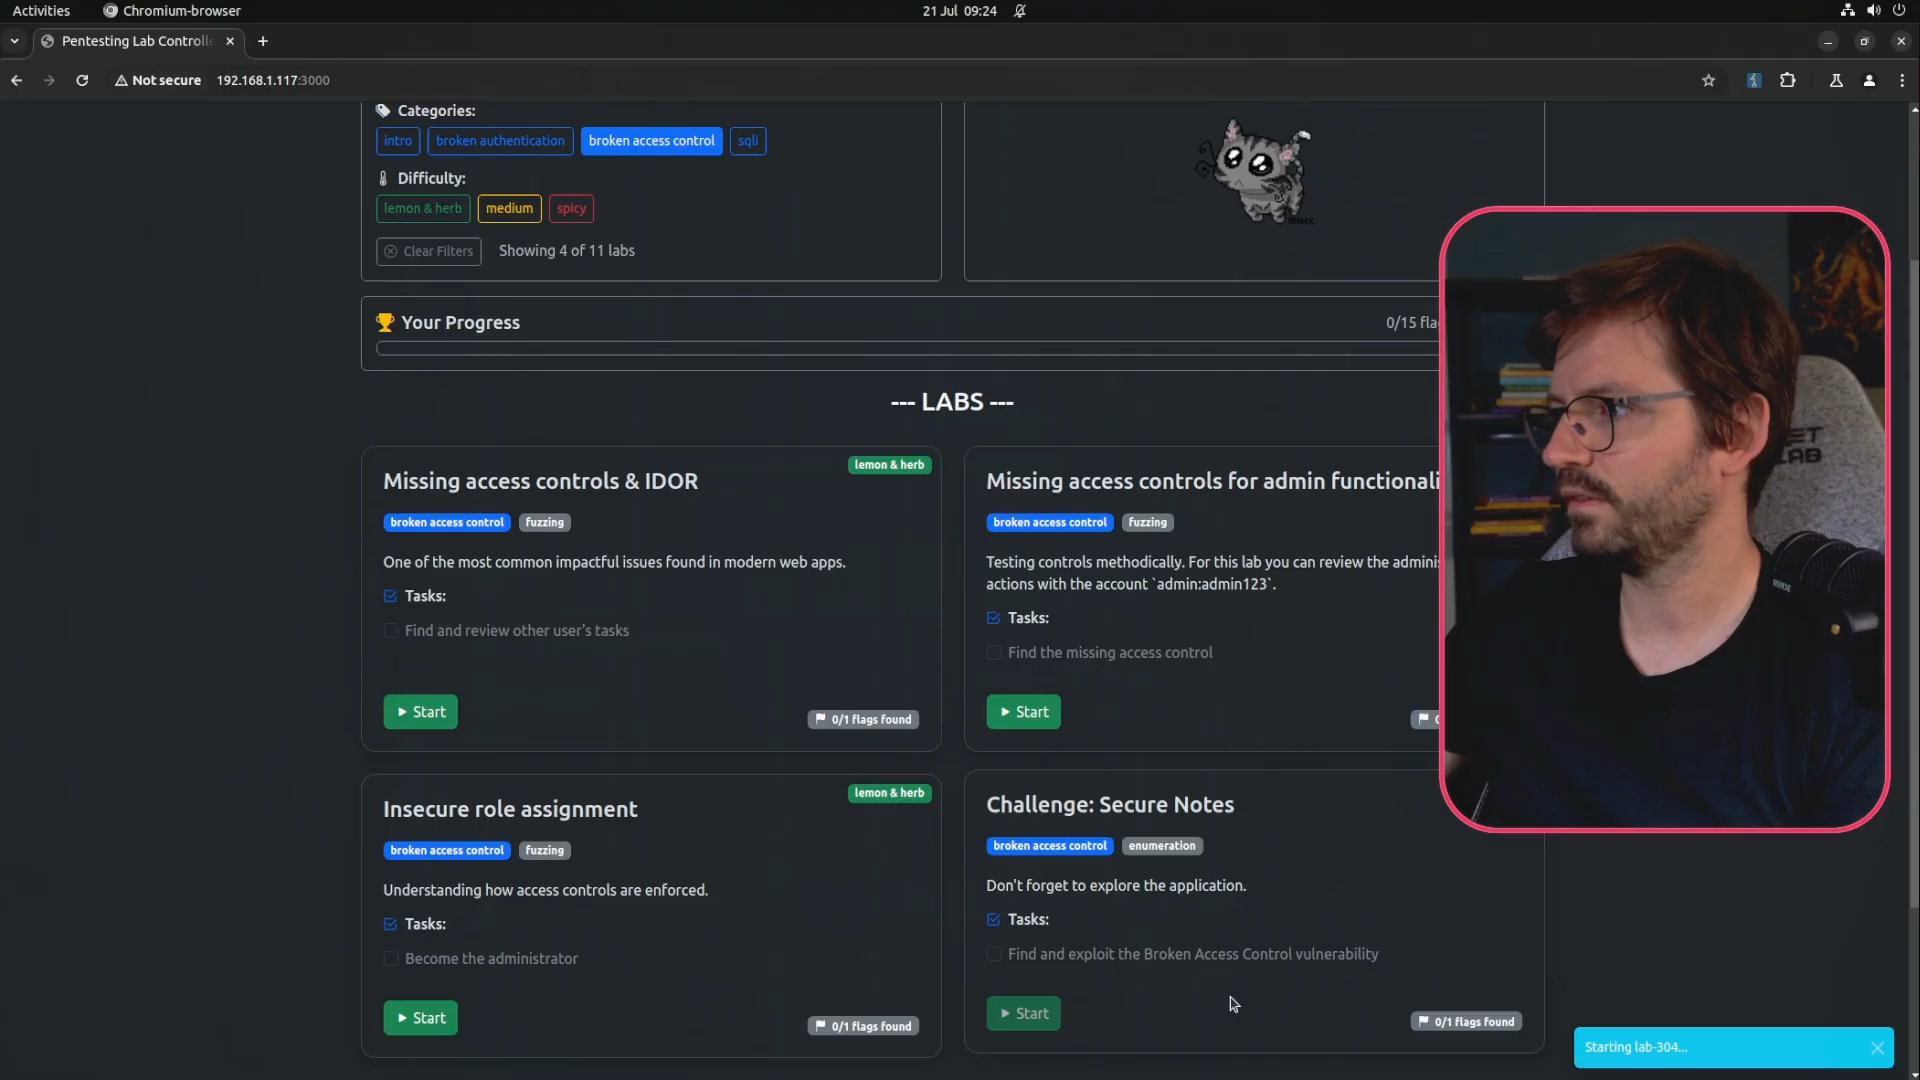 Activities
Chromium-browser
21 Jul 09:24
Pentesting Lab Controlle
Not secure
192.168.1.117:3000
Categories:
intro
broken authentication
broken access control
sqli
Difficulty:
lemon & herb
medium
spicy
Clear Filters
Showing 4 of 11 labs
MINX
Your Progress
0/15 flag
--- LABS ---
Missing access controls & IDOR
lemon & herb
broken access control
fuzzing
One of the most common impactful issues found in modern web apps.
Tasks:
Find and review other user's tasks
Start
0/1 flags found
Missing access controls for admin functionali
broken access control
fuzzing
Testing controls methodically. For this lab you can review the adminis
actions with the account `admin:admin123`.
Tasks:
Find the missing access control
Start
Insecure role assignment
lemon & herb
broken access control
fuzzing
Understanding how access controls are enforced.
Tasks:
Become the administrator
Start
0/1 flags found
Challenge: Secure Notes
broken access control
enumeration
Don't forget to explore the application.
Tasks:
Find and exploit the Broken Access Control vulnerability
Start
0/1 flags found
RODE
Starting lab-304...